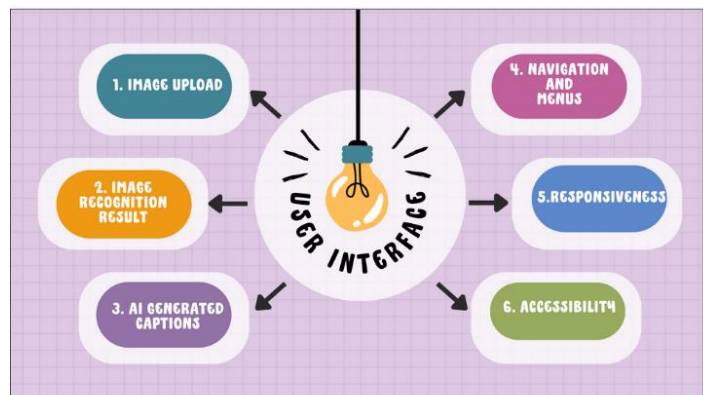 1. IMAGE UPLOAD
2. IMAGE
RECOGNITION
RESULT
3. AI GENERATED
CAPTIONS
USER INTERFACE
4. NAVIGATION
AND
MENUS
5.RESPONSIVENESS
6. ACCESSIBILITY